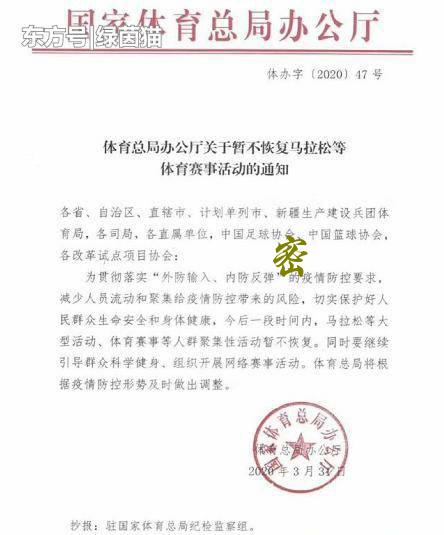 国家体育总局办公厅
东方号|绿茵猫
体办字〔2020〕47号
体育总局办公厅关于暂不恢复马拉松等
体育赛事活动的通知
各省、自治区、直辖市、计划单列市、新疆生产建设兵团体
育局，各司局、各直属单位，中国足球协会、中国篮球协会，
各改革试点项目协会：
密
为贯彻落实“外防输入、内防反弹”的疫情防控要求，
减少人员流动和聚集给疫情防控带来的风险，切实保护好人
民群众生命安全和身体健康，今后一段时间内，马拉松等大
型活动、体育赛事等人群聚集性活动暂不恢复。同时要继续
引导群众科学健身、组织开展网络赛事活动。体育总局将根
据疫情防控形势及时做出调整。
国家体育总局办公厅
体育总局办公厅
2020年3月31日
抄报：驻国家体育总局纪检监察组。